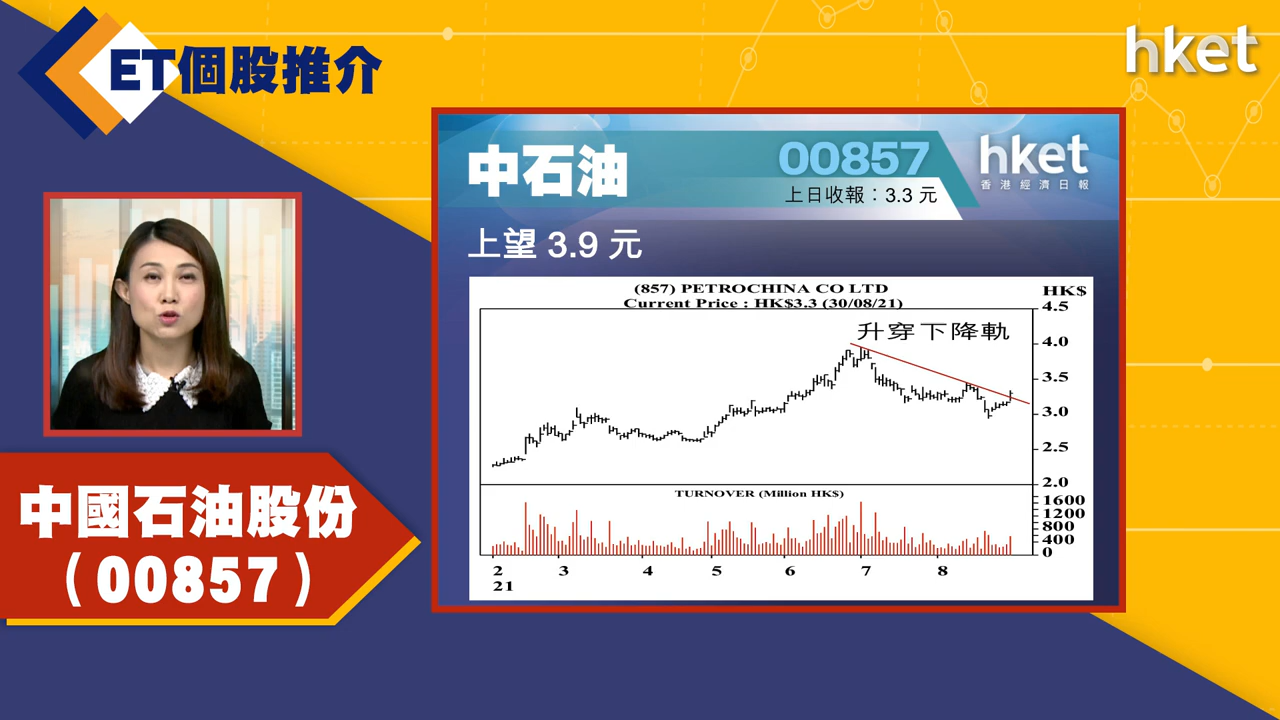 ET個股推介
hket
中石油
00857
上日收報：3.3 元
hket
香港經濟日報
上望 3.9 元
(857) PETROCHINA CO LTD
Current Price : HK$3.3 (30/08/21)
HK$
升穿下降軌
4.5
4.0
3.5
3.0
2.5
2.0
TURNOVER (Million HK$)
1600
1200
800
400
0
2 3 4 5 6 7 8
21
中國石油股份
（00857）